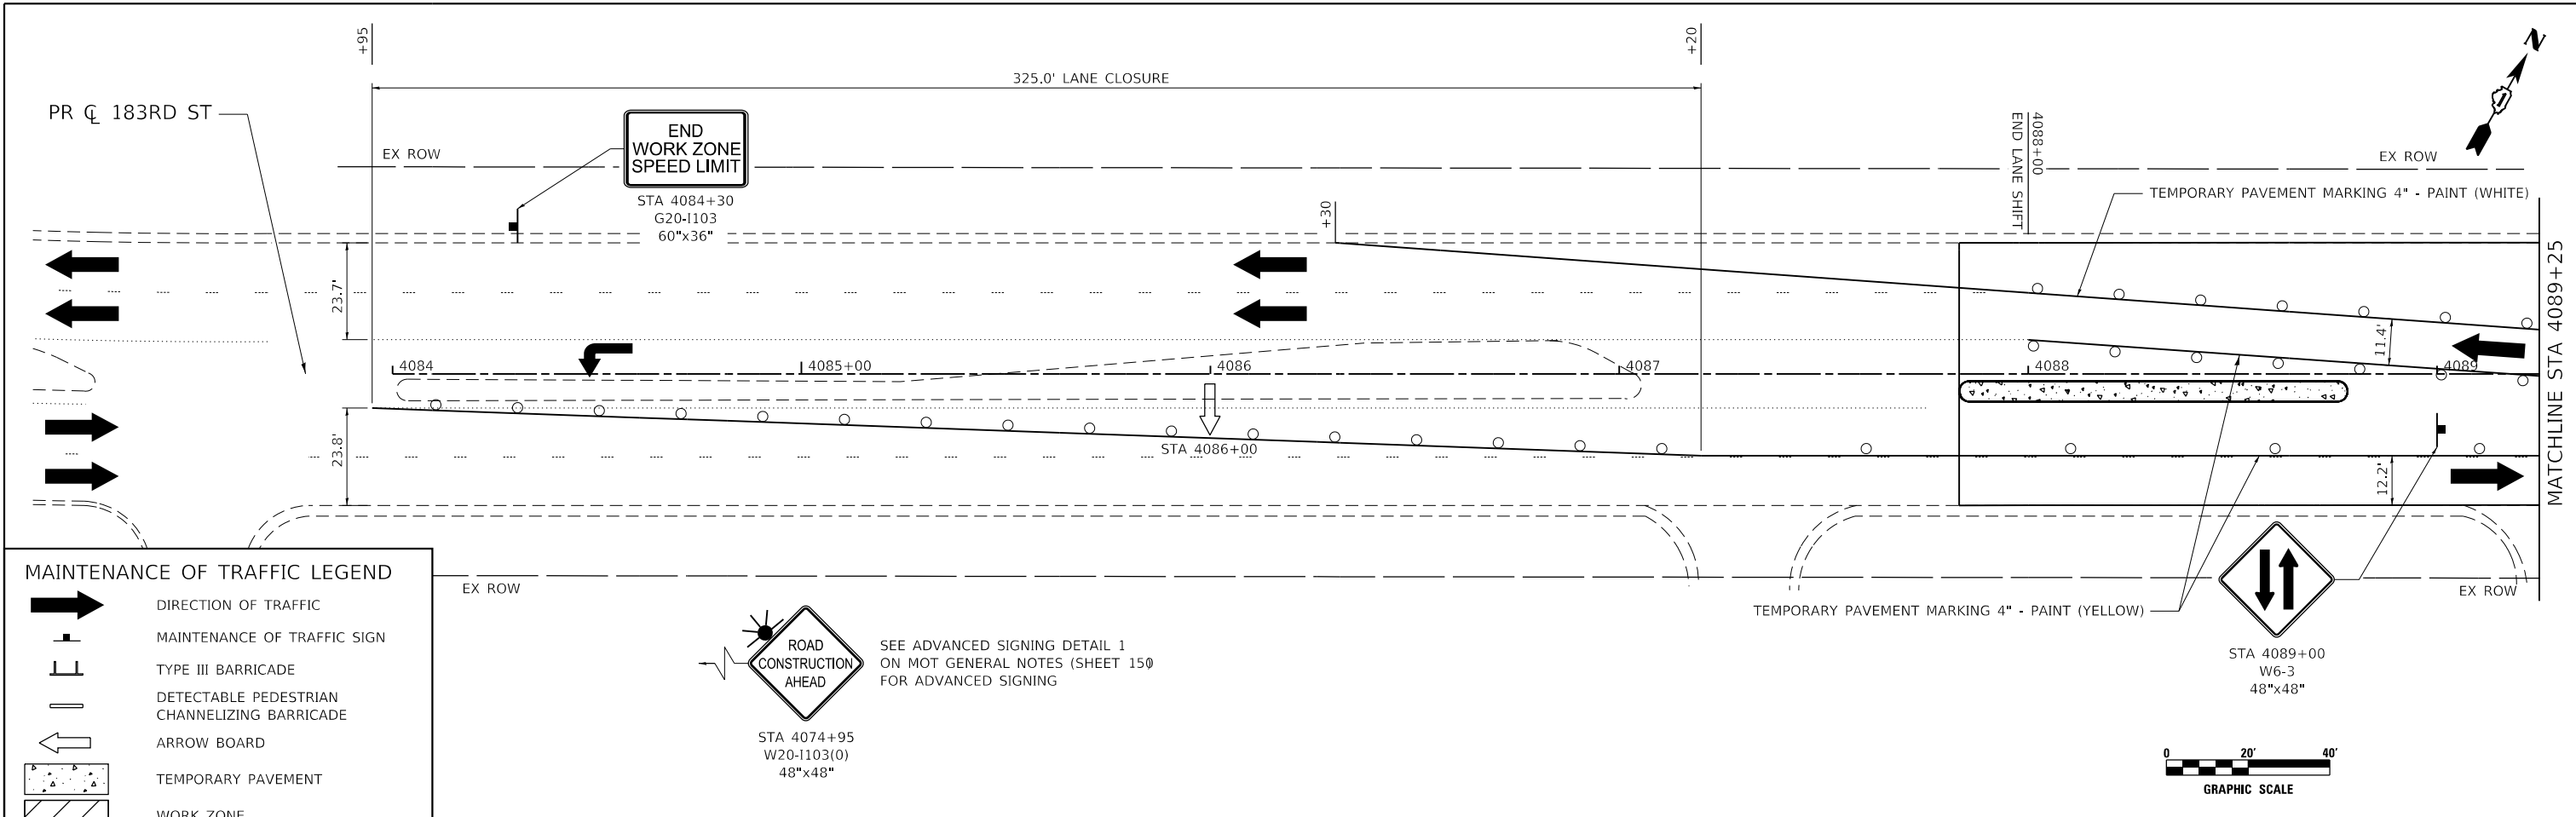 +95
+20
N
325.0' LANE CLOSURE
PR ℄ 183RD ST
END
WORK ZONE
SPEED LIMIT
EX ROW
STA 4084+30
G20-I103
60"x36"
+30
4088+00
END LANE SHIFT
EX ROW
TEMPORARY PAVEMENT MARKING 4" - PAINT (WHITE)
MATCHLINE STA 4089+25
23.7'
11.4'
4084
4085+00
4086
4087
4088
4089
23.8'
STA 4086+00
12.2'
MAINTENANCE OF TRAFFIC LEGEND
DIRECTION OF TRAFFIC
MAINTENANCE OF TRAFFIC SIGN
TYPE III BARRICADE
DETECTABLE PEDESTRIAN
CHANNELIZING BARRICADE
ARROW BOARD
TEMPORARY PAVEMENT
WORK ZONE
EX ROW
ROAD
CONSTRUCTION
AHEAD
SEE ADVANCED SIGNING DETAIL 1
ON MOT GENERAL NOTES (SHEET 150)
FOR ADVANCED SIGNING
STA 4074+95
W20-I103(0)
48"x48"
TEMPORARY PAVEMENT MARKING 4" - PAINT (YELLOW)
EX ROW
STA 4089+00
W6-3
48"x48"
0 20' 40'
GRAPHIC SCALE